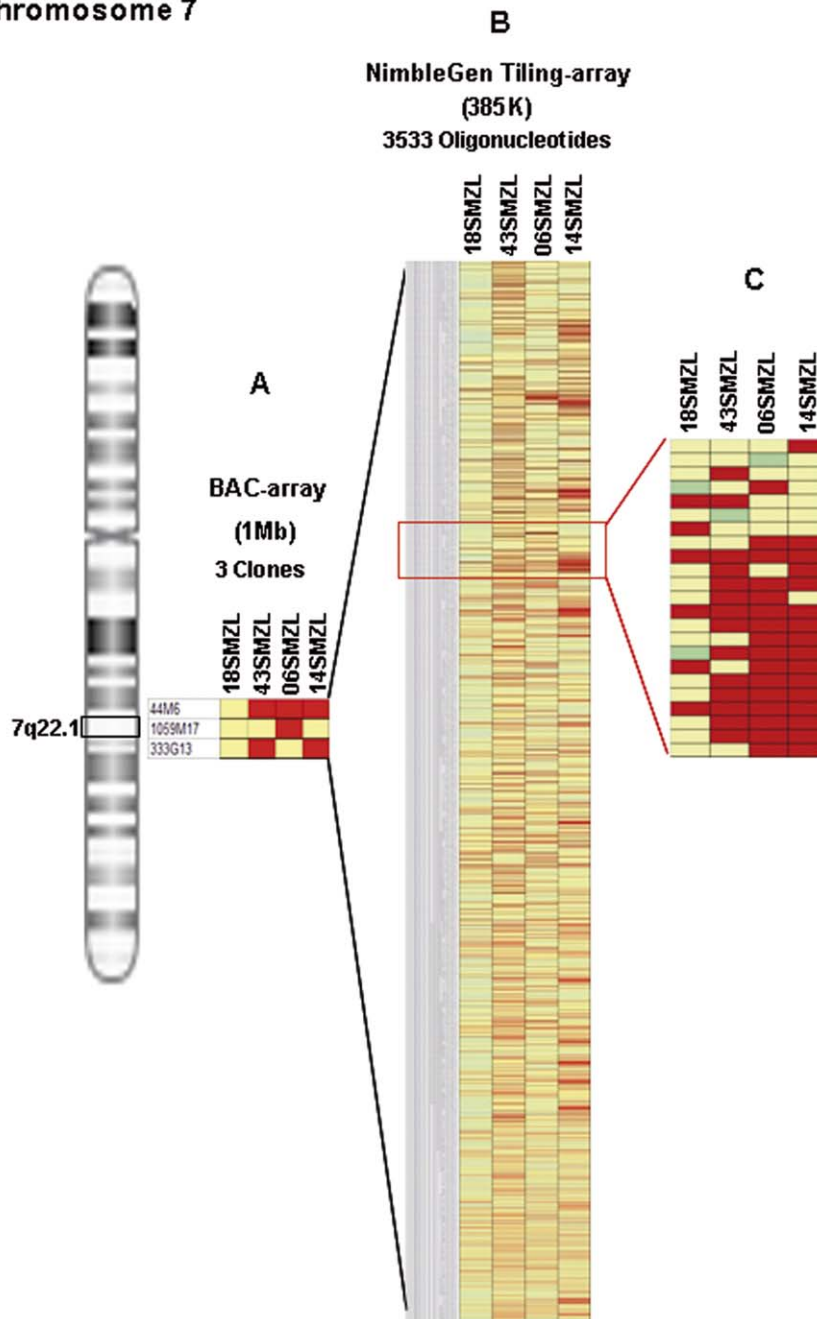 hromosome 7
B
NimbleGen Tiling-array
(385K)
3533 Oligonucleotides
18SMZL 43SMZL 06SMZL 14SMZL
C
18SMZL 43SMZL 06SMZL 14SMZL
A
BAC-array
(1Mb)
3 Clones
18SMZL 43SMZL 06SMZL 14SMZL
7q22.1
44M6
1059M17
333G13